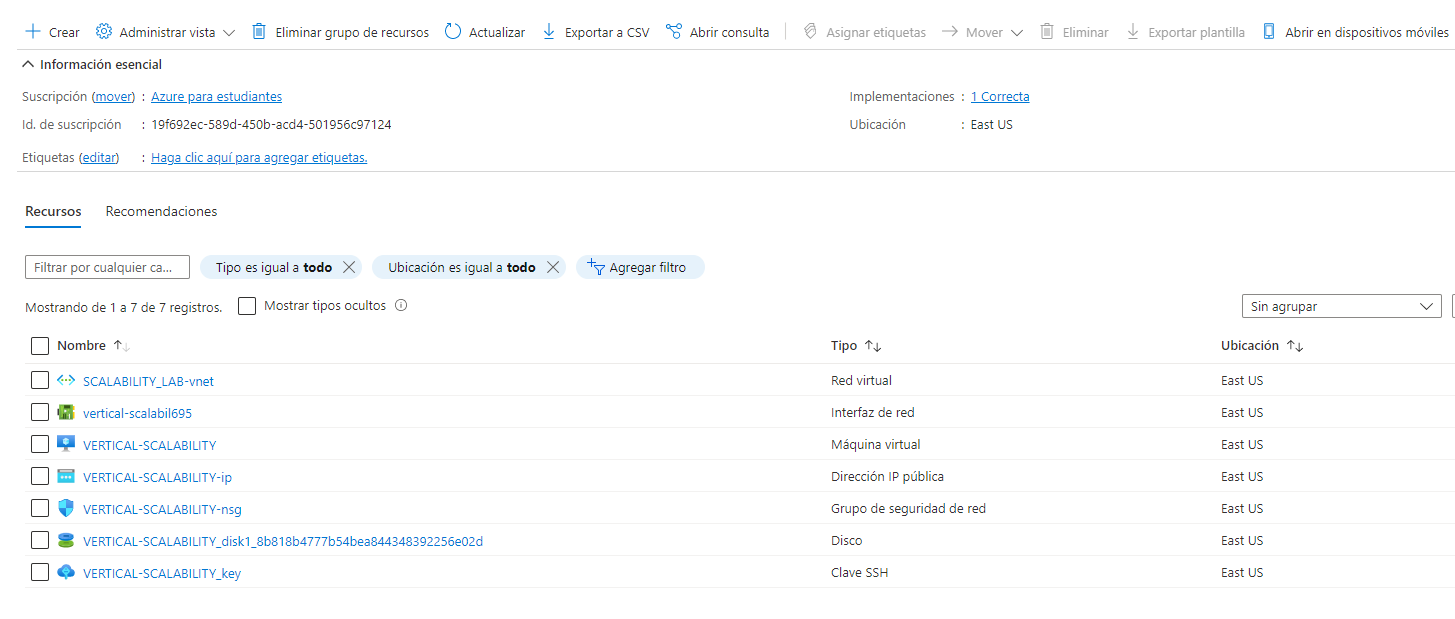 Crear Administrar vista Eliminar grupo de recursos Actualizar Exportar a CSV Abrir consulta Asignar etiquetas Mover Eliminar Exportar plantilla Abrir en dispositivos móviles
Información esencial
Suscripción (mover) : Azure para estudiantes Implementaciones : 1 Correcta
Id. de suscripción : 19f692ec-589d-450b-acd4-501956c97124 Ubicación : East US
Etiquetas (editar) : Haga clic aquí para agregar etiquetas.
Recursos Recomendaciones
Filtrar por cualquier ca... Tipo es igual a todo Ubicación es igual a todo Agregar filtro
Mostrando de 1 a 7 de 7 registros. Mostrar tipos ocultos Sin agrupar
Nombre Tipo Ubicación
SCALABILITY_LAB-vnet Red virtual East US
vertical-scalabil695 Interfaz de red East US
VERTICAL-SCALABILITY Máquina virtual East US
VERTICAL-SCALABILITY-ip Dirección IP pública East US
VERTICAL-SCALABILITY-nsg Grupo de seguridad de red East US
VERTICAL-SCALABILITY_disk1_8b818b4777b54bea844348392256e02d Disco East US
VERTICAL-SCALABILITY_key Clave SSH East US